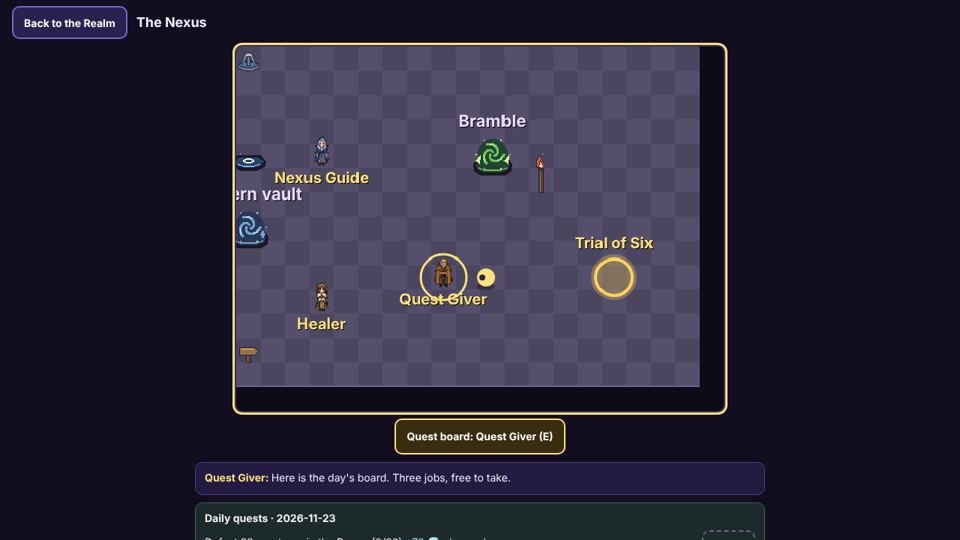 Back to the Realm
The Nexus
Bramble
Nexus Guide
ern vault
Trial of Six
Quest Giver
Healer
Quest board: Quest Giver (E)
Quest Giver: Here is the day's board. Three jobs, free to take.
Daily quests · 2026-11-23